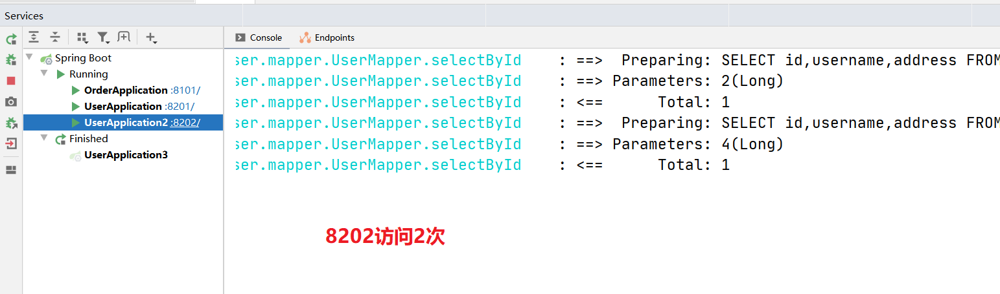 Services
Console
Endpoints
Spring Boot
Running
OrderApplication :8101/
UserApplication :8201/
UserApplication2 :8202/
Finished
UserApplication3
ser.mapper.UserMapper.selectById : ==> Preparing: SELECT id,username,address FROM
ser.mapper.UserMapper.selectById : ==> Parameters: 2(Long)
ser.mapper.UserMapper.selectById : <== Total: 1
ser.mapper.UserMapper.selectById : ==> Preparing: SELECT id,username,address FROM
ser.mapper.UserMapper.selectById : ==> Parameters: 4(Long)
ser.mapper.UserMapper.selectById : <== Total: 1
8202访问2次